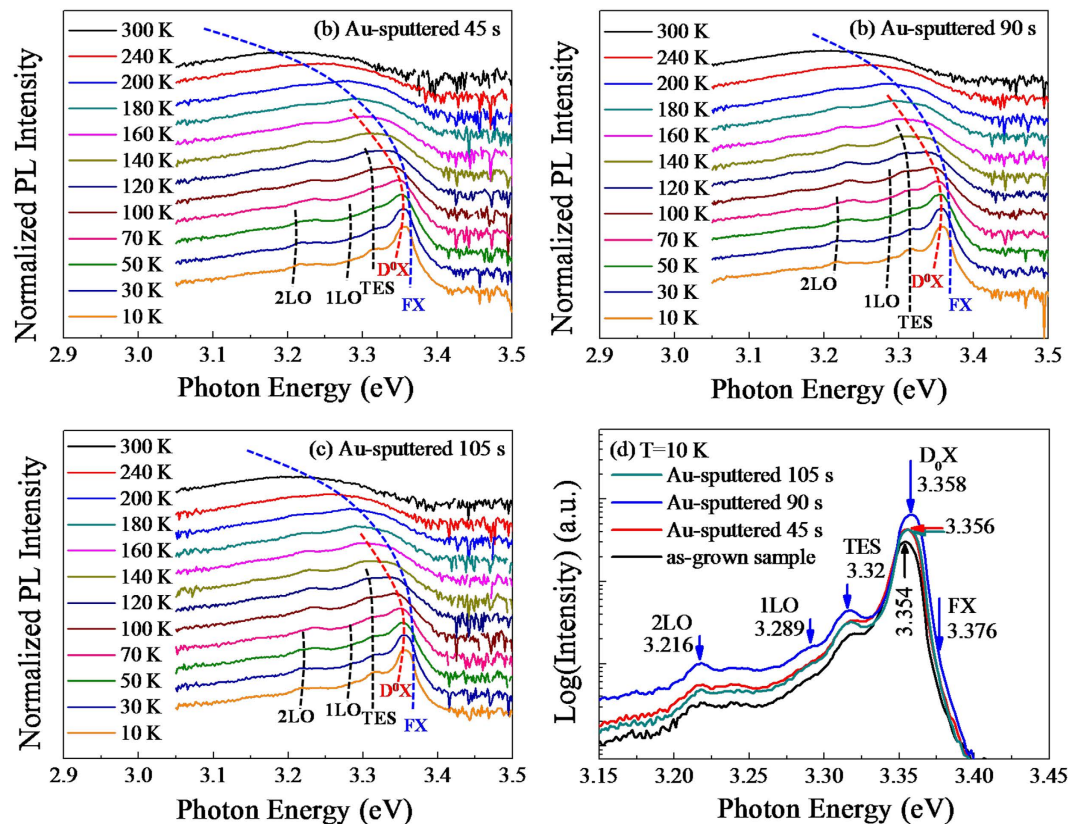 (b) Au-sputtered 45 s
300 K
240 K
200 K
180 K
160 K
140 K
120 K
100 K
70 K
50 K
30 K
10 K
2LO
1LO
TES
D⁰X
FX
Normalized PL Intensity
2.9 3.0 3.1 3.2 3.3 3.4 3.5
Photon Energy (eV)
(b) Au-sputtered 90 s
300 K
240 K
200 K
180 K
160 K
140 K
120 K
100 K
70 K
50 K
30 K
10 K
2LO
1LO
TES
D⁰X
FX
Normalized PL Intensity
2.9 3.0 3.1 3.2 3.3 3.4 3.5
Photon Energy (eV)
(c) Au-sputtered 105 s
300 K
240 K
200 K
180 K
160 K
140 K
120 K
100 K
70 K
50 K
30 K
10 K
2LO
1LO
TES
D⁰X
FX
Normalized PL Intensity
2.9 3.0 3.1 3.2 3.3 3.4 3.5
Photon Energy (eV)
(d) T=10 K
Au-sputtered 105 s
Au-sputtered 90 s
Au-sputtered 45 s
as-grown sample
D₀X
3.358
3.356
TES
3.32
3.354
1LO
3.289
FX
3.376
2LO
3.216
Log(Intensity) (a.u.)
3.15 3.20 3.25 3.30 3.35 3.40 3.45
Photon Energy (eV)